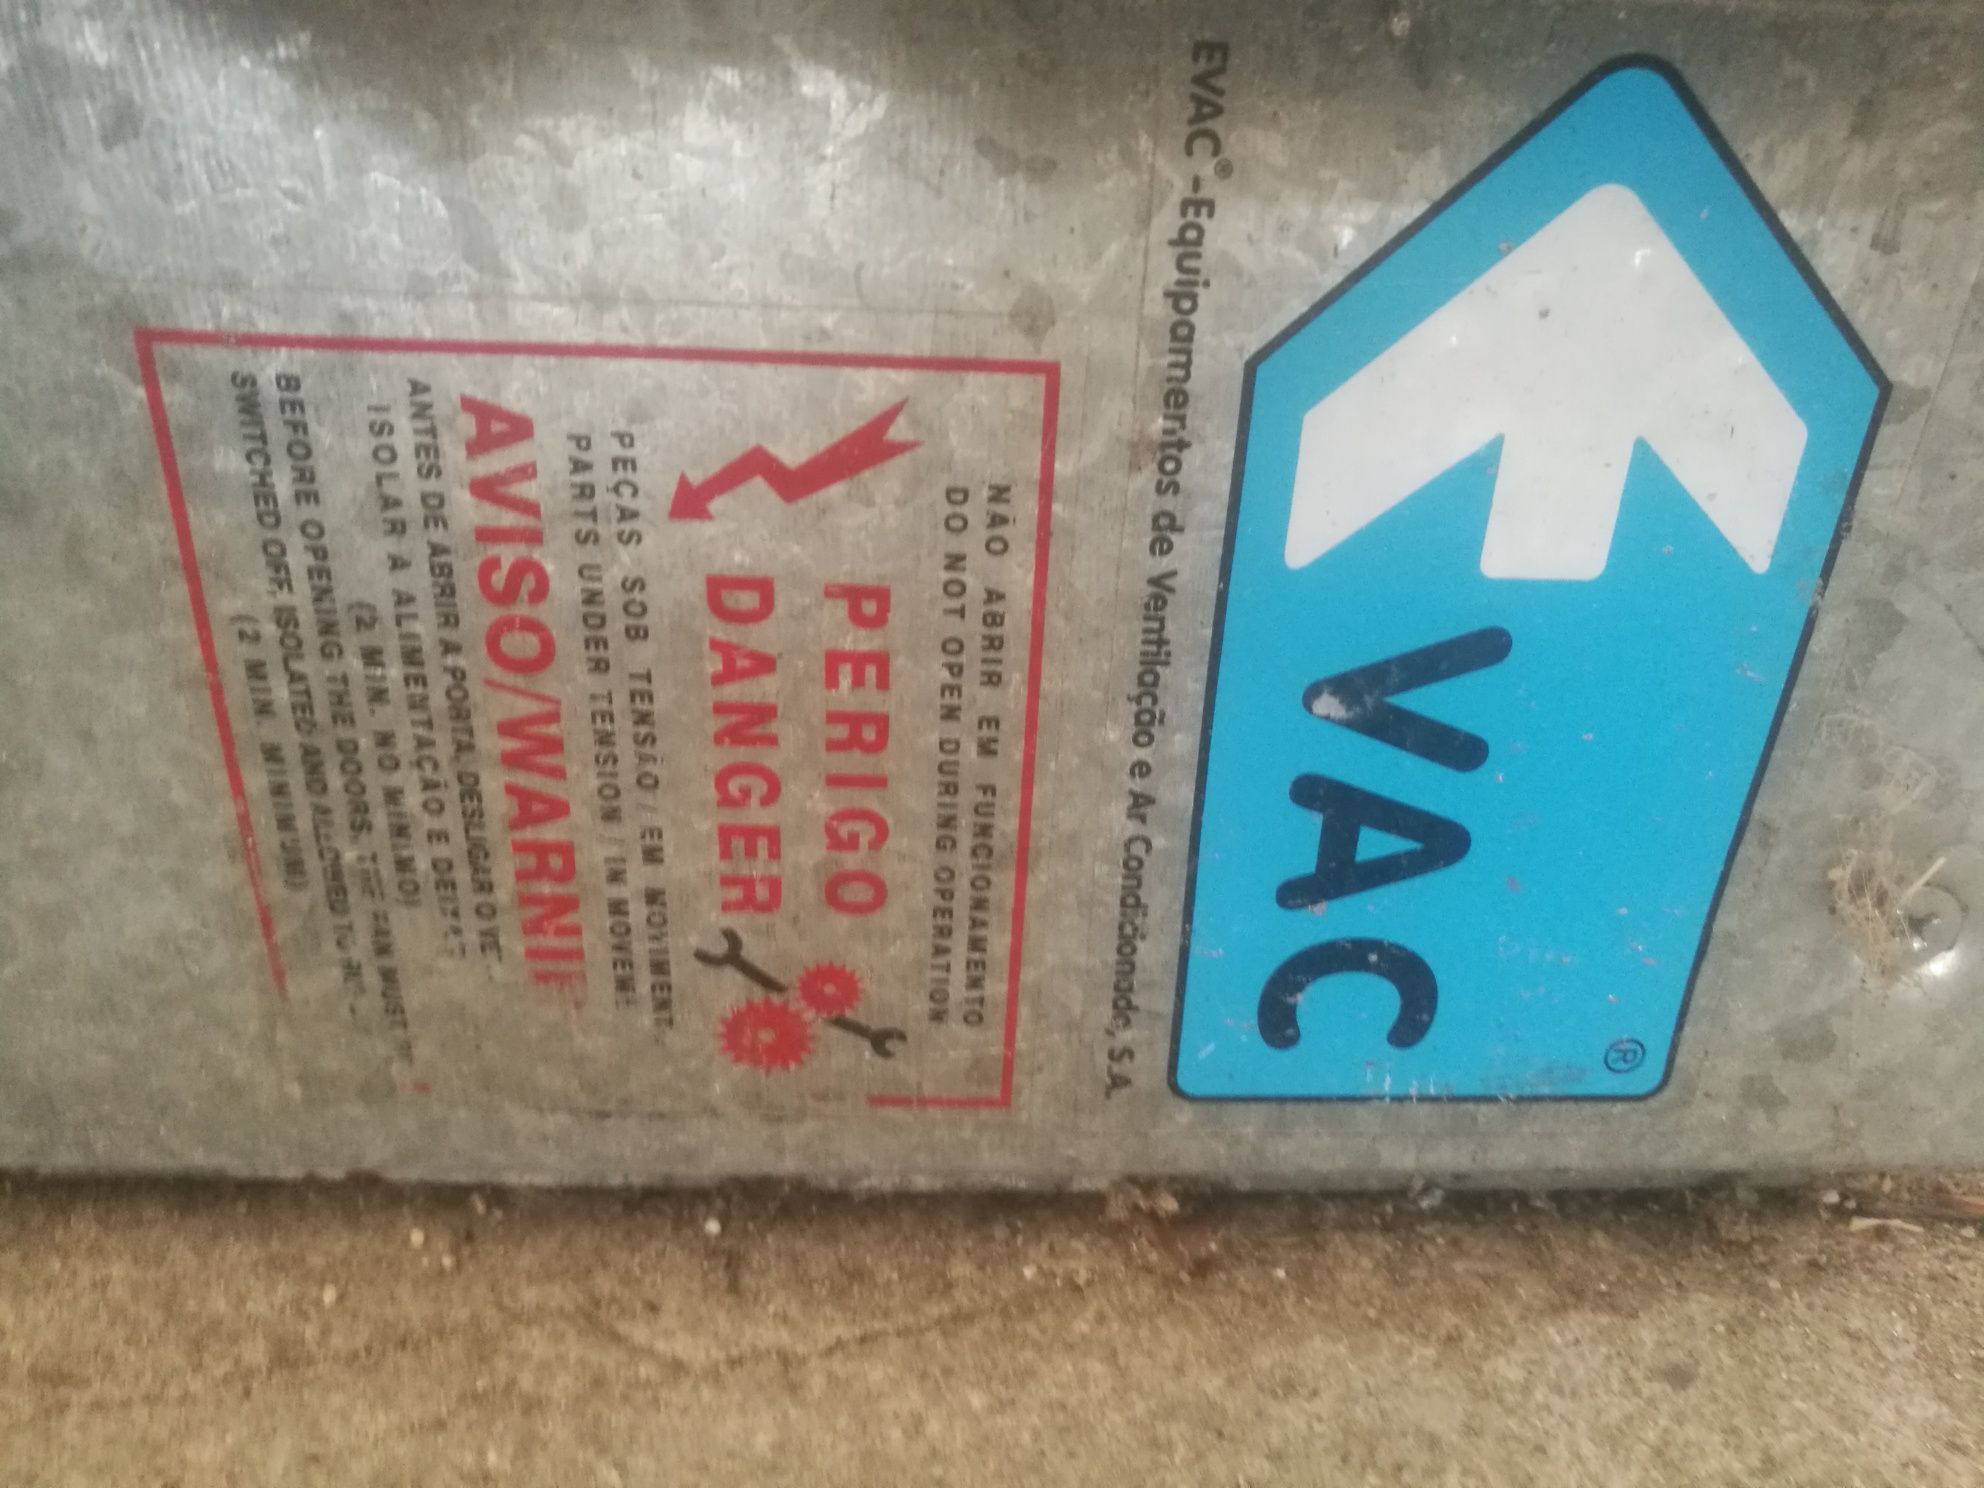 VAC
®
EVAC®-Equipamentos de Ventilação e Ar Condicionado, S.A.
NÃO ABRIR EM FUNCIONAMENTO
DO NOT OPEN DURING OPERATION
PERIGO
DANGER
PEÇAS SOB TENSÃO / EM MOVIMENT
PARTS UNDER TENSION / IN MOVEME
AVISO/WARNI
ANTES DE ABRIR A PORTA, DESLIGAR O VE
ISOLAR A ALIMENTAÇÃO E DEIXAR
(2 MIN. NO MINIMO)
BEFORE OPENING THE DOORS, THE FAN MUST
SWITCHED OFF, ISOLATED AND ALLOWED TO
(2 MIN. MINIMUM)